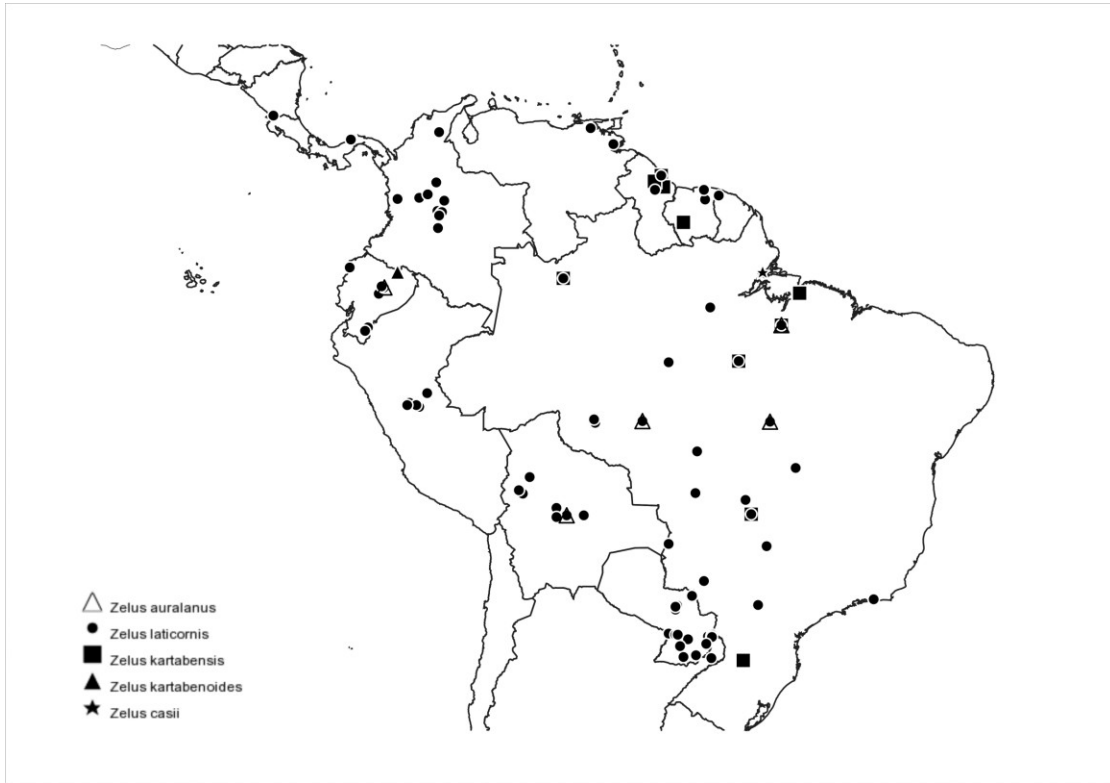 Zelus auralanus
Zelus laticornis
Zelus kartabensis
Zelus kartabenoides
Zelus casii